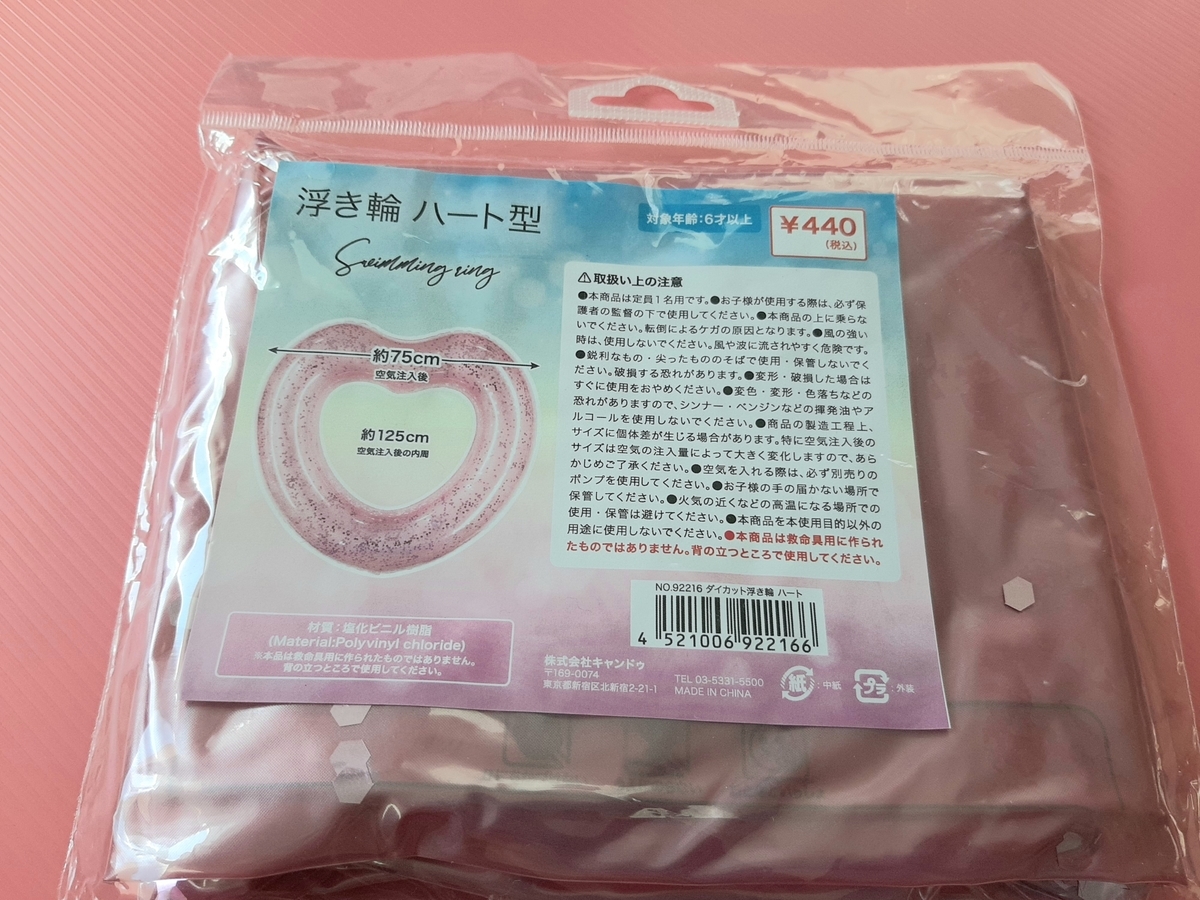 浮き輪 ハート型
Swimming ring
対象年齢：6才以上
¥440
(税込)
約75cm
空気注入後
約125cm
空気注入後の内周
⚠取扱い上の注意
●本商品は定員1名用です。●お子様が使用する際は、必ず保
護者の監督の下で使用してください。●本商品の上に乗らな
いでください。転倒によるケガの原因となります。●風の強い
時は、使用しないでください。風や波に流されやすく危険です。
●鋭利なもの・尖ったもののそばで使用・保管しないでく
ださい。破損する恐れがあります。●変形・破損した場合は
すぐに使用をおやめください。●変色・変形・色落ちなどの
恐れがありますので、シンナー・ベンジンなどの揮発油やア
ルコールを使用しないでください。●商品の製造工程上、
サイズに個体差が生じる場合があります。特に空気注入後の
サイズは空気の注入量によって大きく変化しますので、あら
かじめご了承ください。●空気を入れる際は、必ず別売りの
ポンプを使用してください。●お子様の手の届かない場所で
保管してください。●火気の近くなどの高温になる場所での
使用・保管は避けてください。●本商品を本使用目的以外の
用途に使用しないでください。●本商品は救命具用に作られ
たものではありません。背の立つところで使用してください。
材質：塩化ビニル樹脂
(Material:Polyvinyl chloride)
※本品は救命具用に作られたものではありません。
背の立つところで使用してください。
NO.92216 ダイカット浮き輪 ハート
4 521006 922166
株式会社キャンドゥ
〒169-0074
東京都新宿区北新宿2-21-1
TEL 03-5331-5500
MADE IN CHINA
紙：中紙
プラ：外装